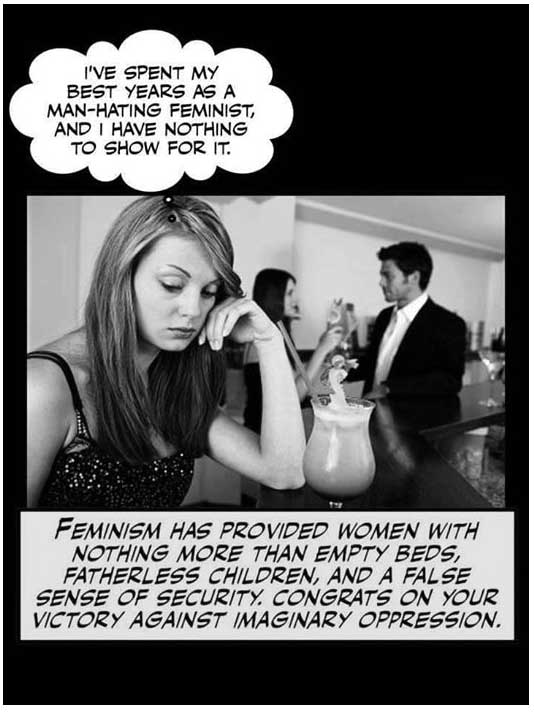 I'VE SPENT MY
BEST YEARS AS A
MAN-HATING FEMINIST,
AND I HAVE NOTHING
TO SHOW FOR IT.
FEMINISM HAS PROVIDED WOMEN WITH
NOTHING MORE THAN EMPTY BEDS,
FATHERLESS CHILDREN, AND A FALSE
SENSE OF SECURITY. CONGRATS ON YOUR
VICTORY AGAINST IMAGINARY OPPRESSION.